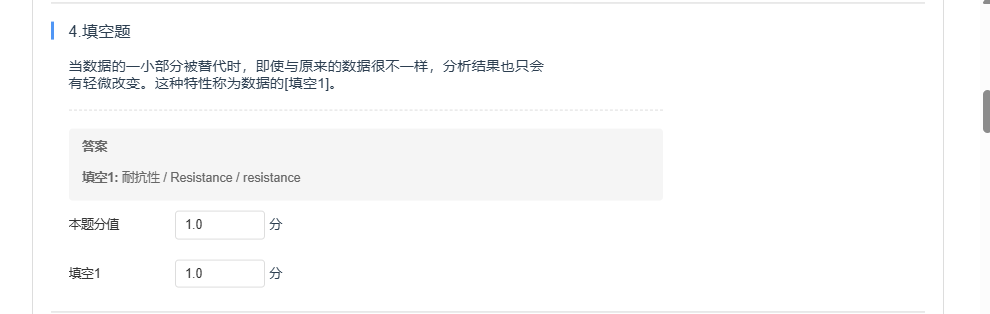 4.填空题
当数据的一小部分被替代时，即使与原来的数据很不一样，分析结果也只会
有轻微改变。这种特性称为数据的[填空1]。
答案
填空1: 耐抗性 / Resistance / resistance
本题分值 1.0 分
填空1 1.0 分